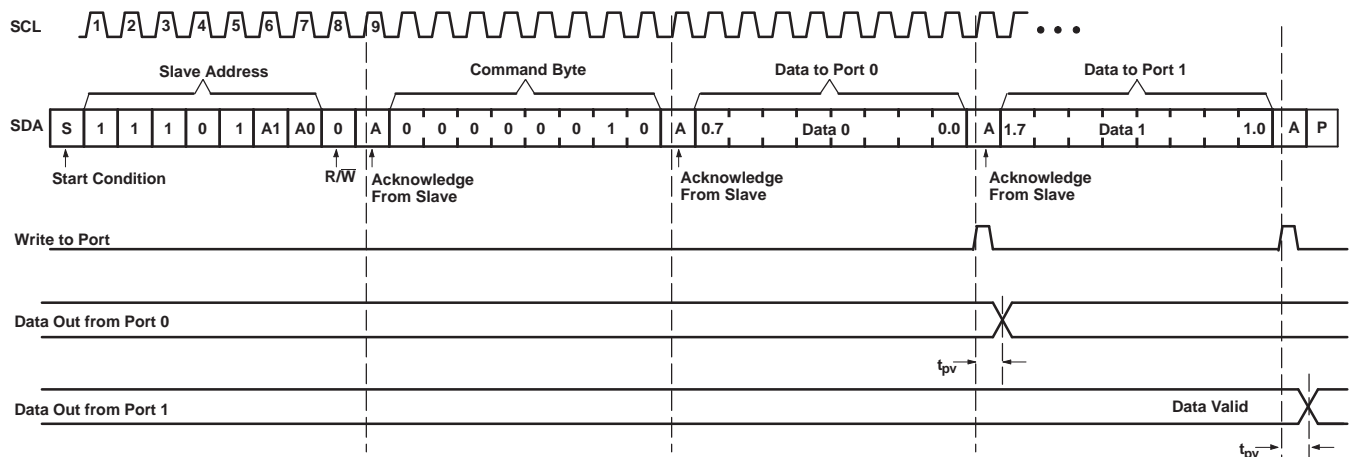 SCL 1 2 3 4 5 6 7 8 9 • • •
Slave Address Command Byte Data to Port 0 Data to Port 1
SDA S 1 1 1 0 1 A1 A0 0 A 0 0 0 0 0 0 1 0 A 0.7 Data 0 0.0 A 1.7 Data 1 1.0 A P
Start Condition R/W̅ Acknowledge From Slave Acknowledge From Slave Acknowledge From Slave
Write to Port
Data Out from Port 0
tpv
Data Out from Port 1 Data Valid
tpv